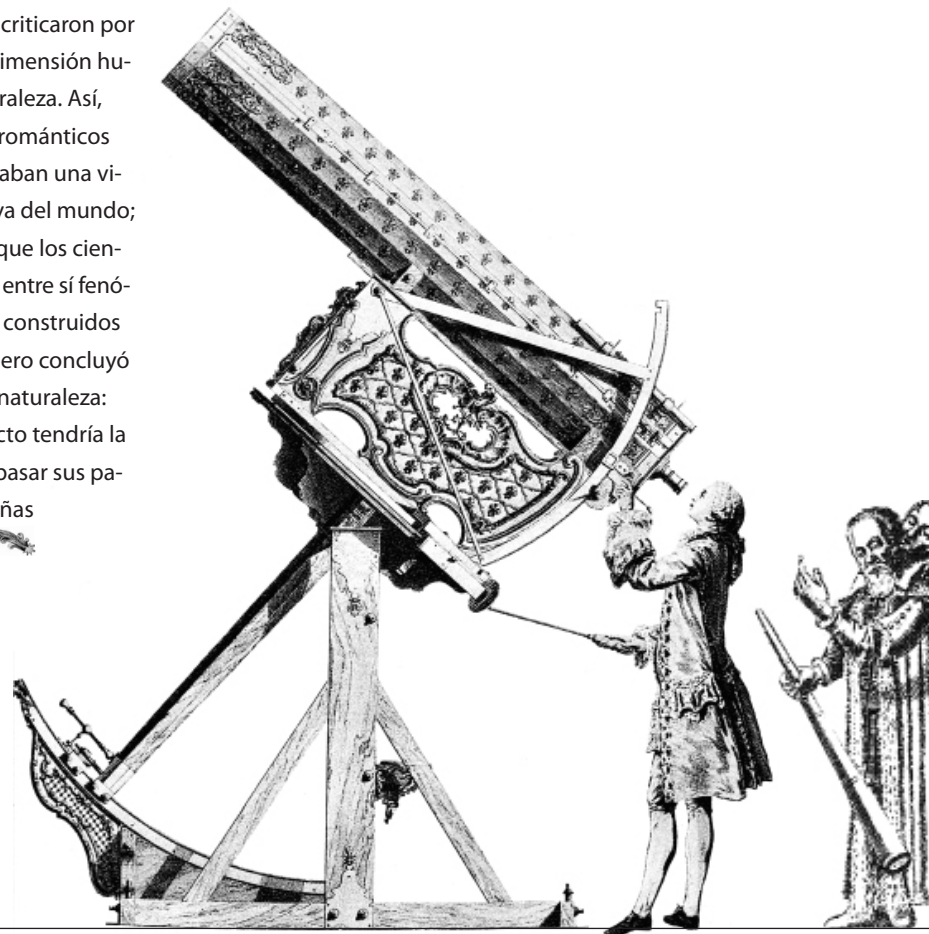 criticaron por
imensión hu-
raleza. Así,
románticos
aban una vi-
va del mundo;
que los cien-
entre sí fenó-
construidos
ero concluyó
naturaleza:
cto tendría la
pasar sus pa-
ñas